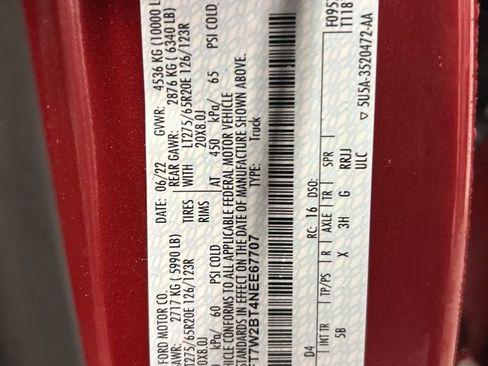 FORD MOTOR CO. 06/22 GVWR: 4536 KG (10000 LB
GAWR: 2717 KG ( 5990 LB) REAR GAWR: 2876 KG ( 6340 LB)
LT275/65R20E 126/123R TIRES WITH LT275/65R20E 126/123R
20X8.0J RIMS 20X8.0J
kPa/ 60 PSI COLD AT 450 kPa/ 65 PSI COLD
VEHICLE CONFORMS TO ALL APPLICABLE FEDERAL MOTOR VEHICLE
STANDARDS IN EFFECT ON THE DATE OF MANUFACTURE SHOWN ABOVE.
FT7W2BT4NEE67707 TYPE: Truck
D4 RC: 16 DSO:
F095
INT TR TP/PS R AXLE TR SPR
T118
5B X 3H G RRJJ
ULC
▽ 5U5A-3520472-AA